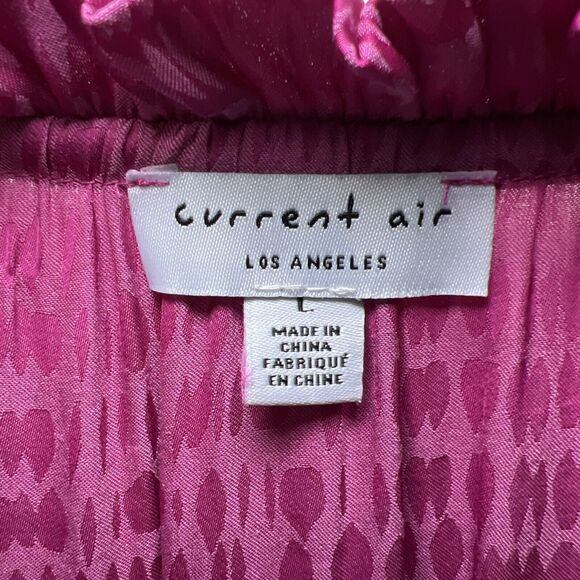 current air
LOS ANGELES
L
MADE IN
CHINA
FABRIQUÉ
EN CHINE